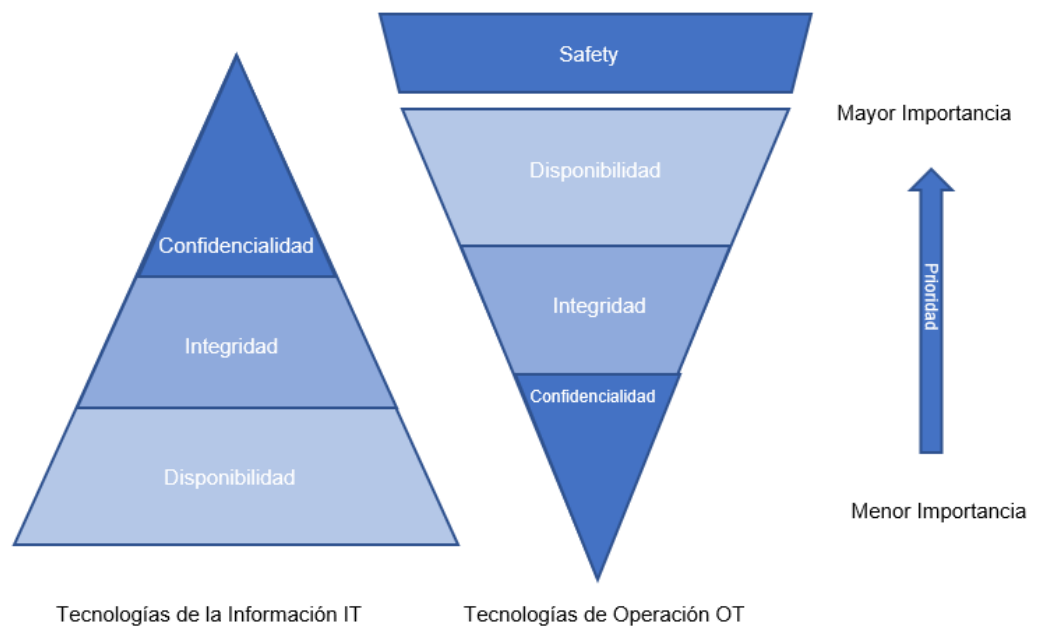 Safety
Mayor Importancia
Disponibilidad
Confidencialidad
Integridad
Integridad
Prioridad
Confidencialidad
Disponibilidad
Menor Importancia
Tecnologías de la Información IT
Tecnologías de Operación OT